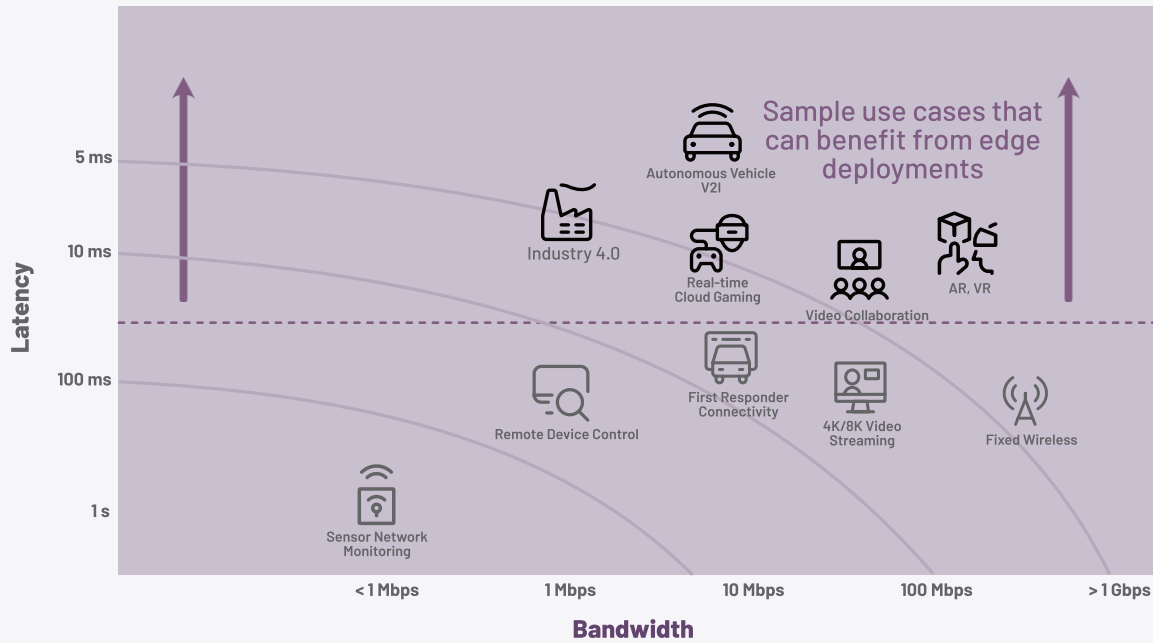 Sample use cases that
can benefit from edge
deployments
5 ms
Autonomous Vehicle
V2I
10 ms
Industry 4.0
Real-time
Cloud Gaming
AR, VR
Video Collaboration
Latency
100 ms
First Responder
Connectivity
Remote Device Control
4K/8K Video
Streaming
Fixed Wireless
1 s
Sensor Network
Monitoring
< 1 Mbps
1 Mbps
10 Mbps
100 Mbps
> 1 Gbps
Bandwidth